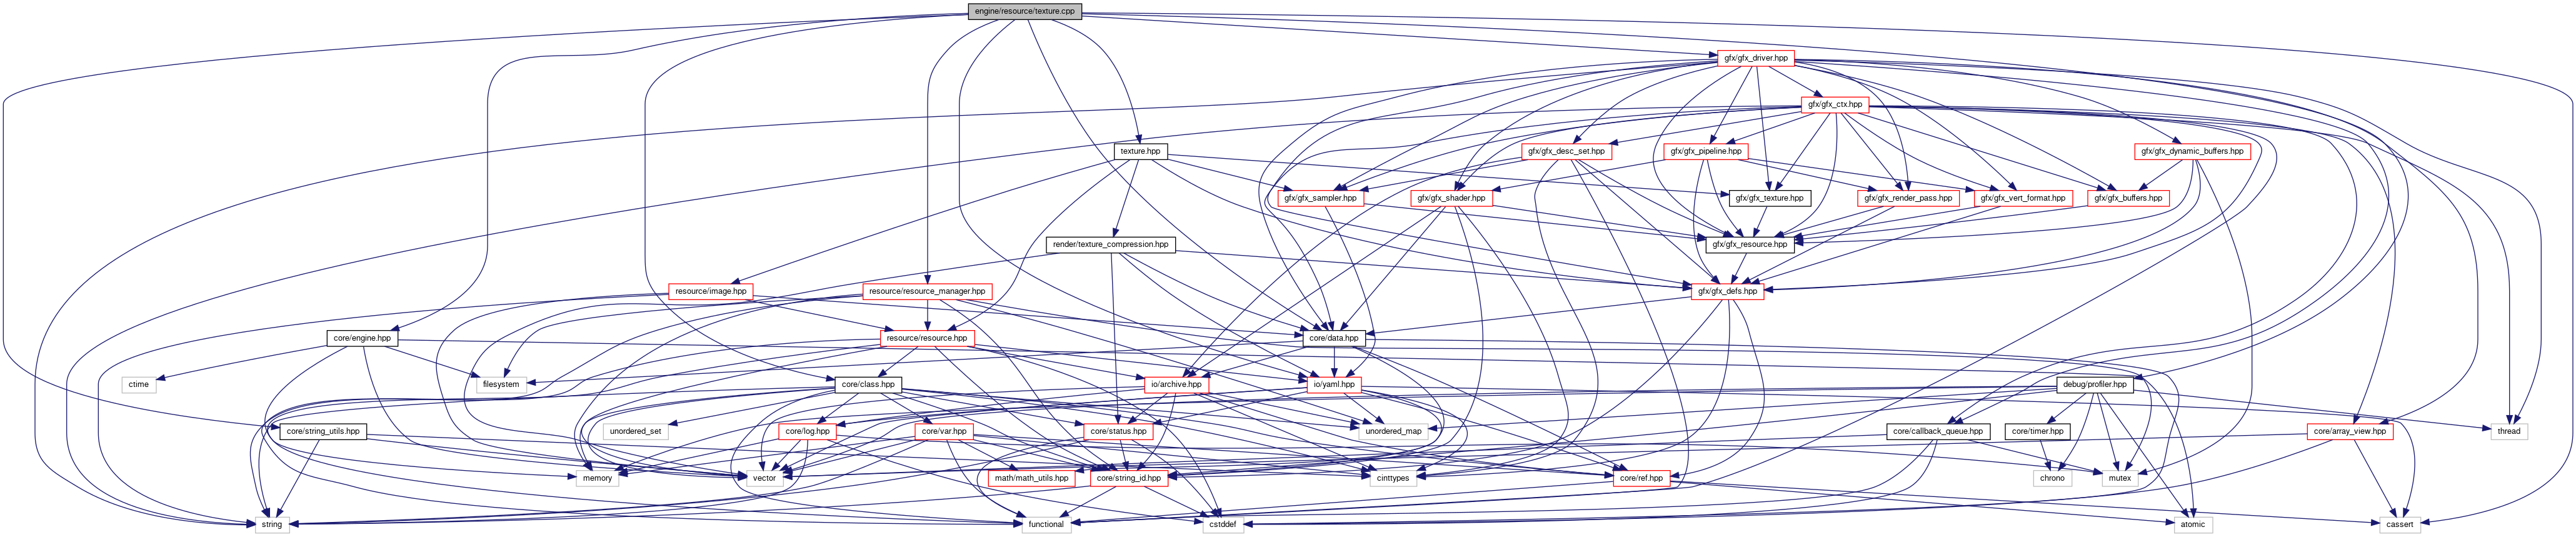 engine/resource/texture.cpp
gfx/gfx_driver.hpp
gfx/gfx_ctx.hpp
texture.hpp
gfx/gfx_desc_set.hpp
gfx/gfx_pipeline.hpp
gfx/gfx_dynamic_buffers.hpp
gfx/gfx_sampler.hpp
gfx/gfx_shader.hpp
gfx/gfx_texture.hpp
gfx/gfx_render_pass.hpp
gfx/gfx_vert_format.hpp
gfx/gfx_buffers.hpp
render/texture_compression.hpp
gfx/gfx_resource.hpp
resource/image.hpp
resource/resource_manager.hpp
gfx/gfx_defs.hpp
core/engine.hpp
resource/resource.hpp
core/data.hpp
ctime
filesystem
core/class.hpp
io/archive.hpp
io/yaml.hpp
debug/profiler.hpp
core/string_utils.hpp
unordered_set
core/log.hpp
core/var.hpp
core/status.hpp
unordered_map
core/callback_queue.hpp
core/timer.hpp
core/array_view.hpp
thread
memory
vector
math/math_utils.hpp
core/string_id.hpp
cinttypes
core/ref.hpp
chrono
mutex
string
functional
cstddef
atomic
cassert